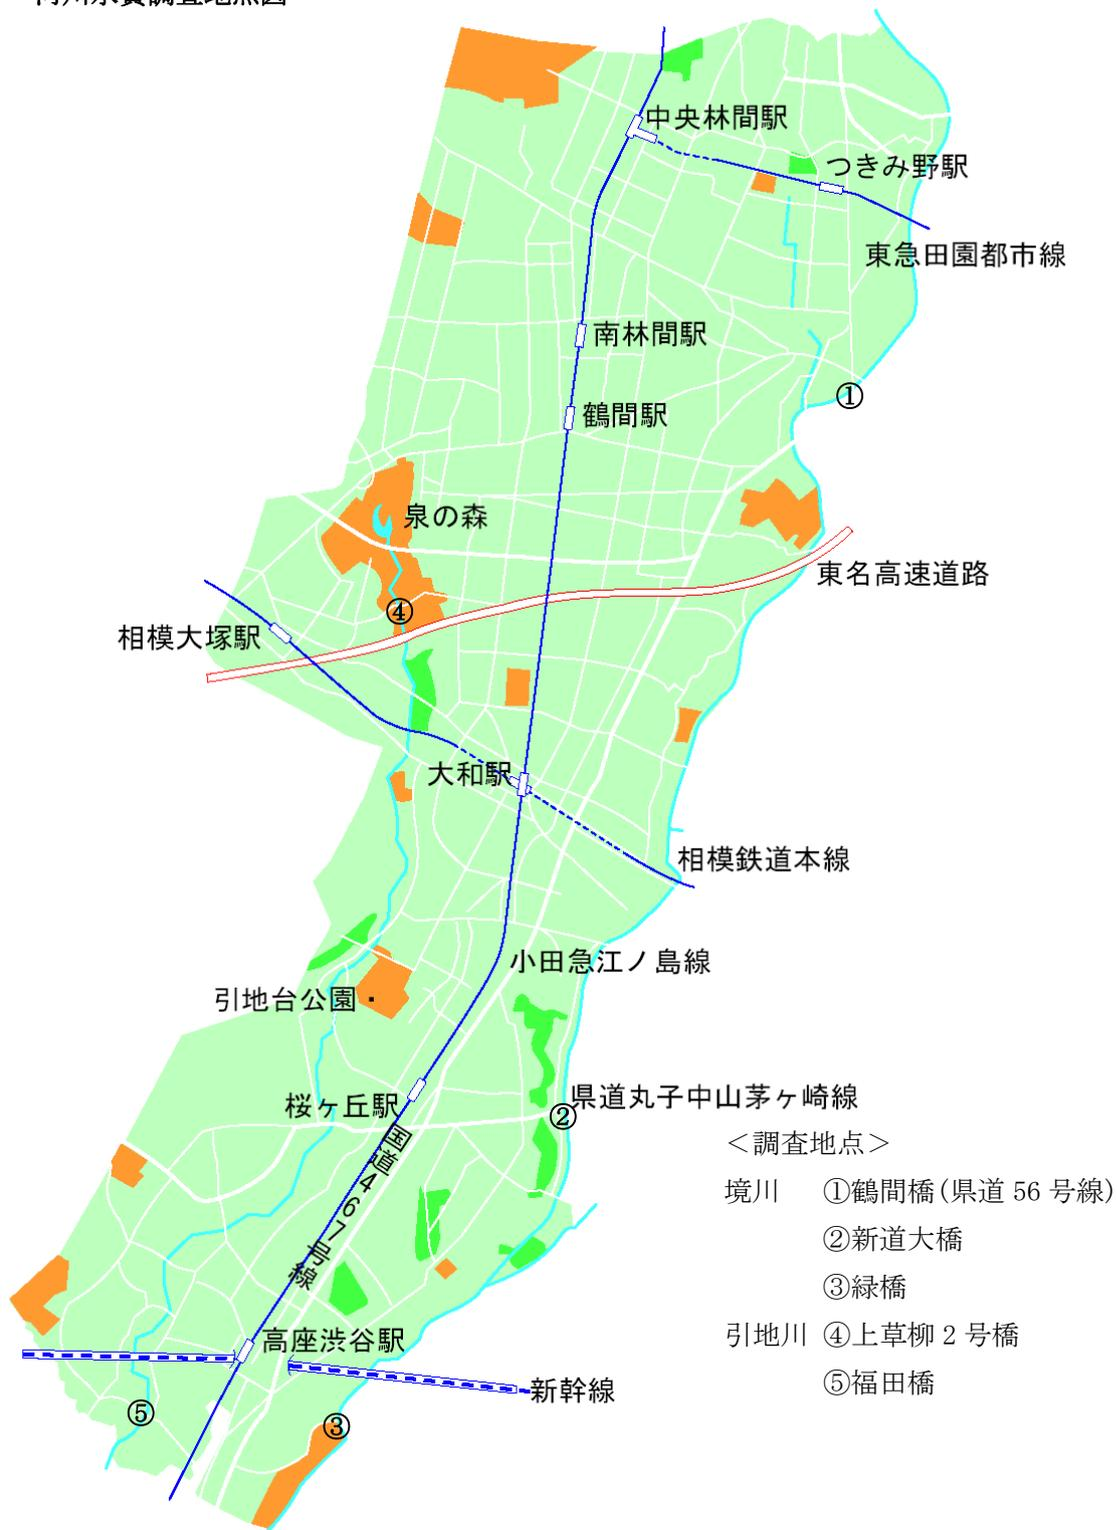 中央林間駅
つきみ野駅
東急田園都市線
南林間駅
①
鶴間駅
泉の森
東名高速道路
④
相模大塚駅
大和駅
相模鉄道本線
小田急江ノ島線
引地台公園
県道丸子中山茅ヶ崎線
②
桜ヶ丘駅
国道467号線
＜調査地点＞
境川 ①鶴間橋(県道 56 号線)
②新道大橋
③緑橋
引地川 ④上草柳 2 号橋
⑤福田橋
高座渋谷駅
新幹線
⑤
③